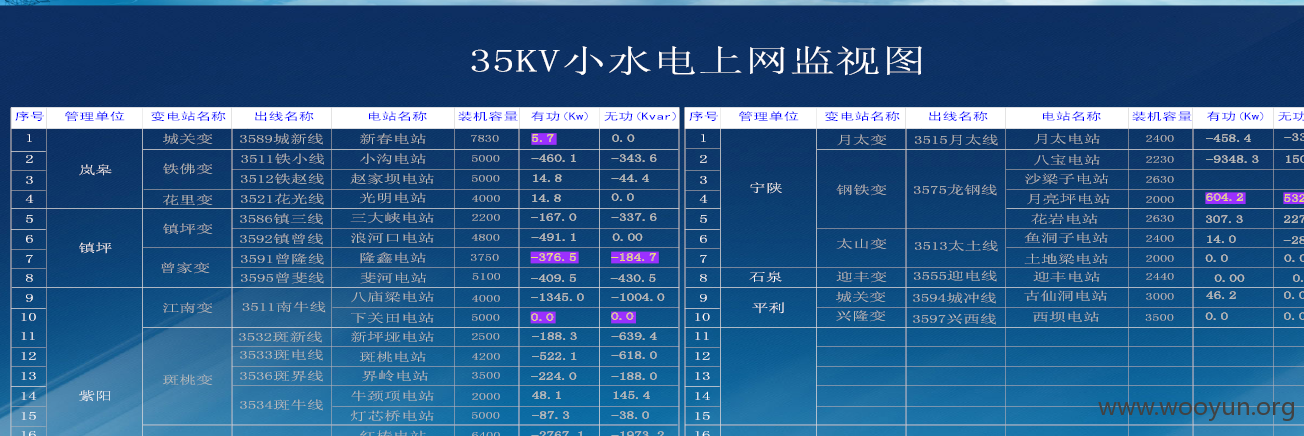 35KV小水电上网监视图
序号 管理单位 变电站名称 出线名称 电站名称 装机容量 有功(Kw) 无功(Kvar)
1 岚皋 城关变 3589城新线 新春电站 7830 5.7 0.0
2 铁佛变 3511铁小线 小沟电站 5000 -460.1 -343.6
3 3512铁赵线 赵家坝电站 5000 14.8 -44.4
4 花里变 3521花光线 光明电站 4000 14.8 0.0
5 镇坪 镇坪变 3586镇三线 三大峡电站 2200 -167.0 -337.6
6 3592镇曾线 浪河口电站 4800 -491.1 0.00
7 曾家变 3591曾隆线 隆鑫电站 3750 -376.5 -184.7
8 3595曾斐线 斐河电站 5100 -409.5 -430.5
9 紫阳 江南变 3511南牛线 八庙梁电站 4000 -1345.0 -1004.0
10 下关田电站 5000 0.0 0.0
11 斑桃变 3532斑新线 新坪垭电站 2500 -188.3 -639.4
12 3533斑电线 斑桃电站 4200 -522.1 -618.0
13 3536斑界线 界岭电站 3500 -224.0 -188.0
14 3534斑牛线 牛颈项电站 2000 48.1 145.4
15 灯芯桥电站 5000 -87.3 -38.0
16 6400 -2767.1 -1973.2
序号 管理单位 变电站名称 出线名称 电站名称 装机容量 有功(Kw) 无功
1 宁陕 月太变 3515月太线 月太电站 2400 -458.4 -33
2 钢铁变 3575龙钢线 八宝电站 2230 -9348.3 150
3 沙梁子电站 2630
4 月亮坪电站 2000 604.2 532
5 花岩电站 2630 307.3 227
6 太山变 3513太土线 鱼洞子电站 2400 14.0 -28
7 土地梁电站 2000 0.0 0.0
8 石泉 迎丰变 3555迎电线 迎丰电站 2440 0.00 0.
9 平利 城关变 3594城冲线 古仙洞电站 3000 46.2 0.0
10 兴隆变 3597兴西线 西坝电站 3500 0.0 0.0
11
12
13
14
15
16
www.wooyun.org